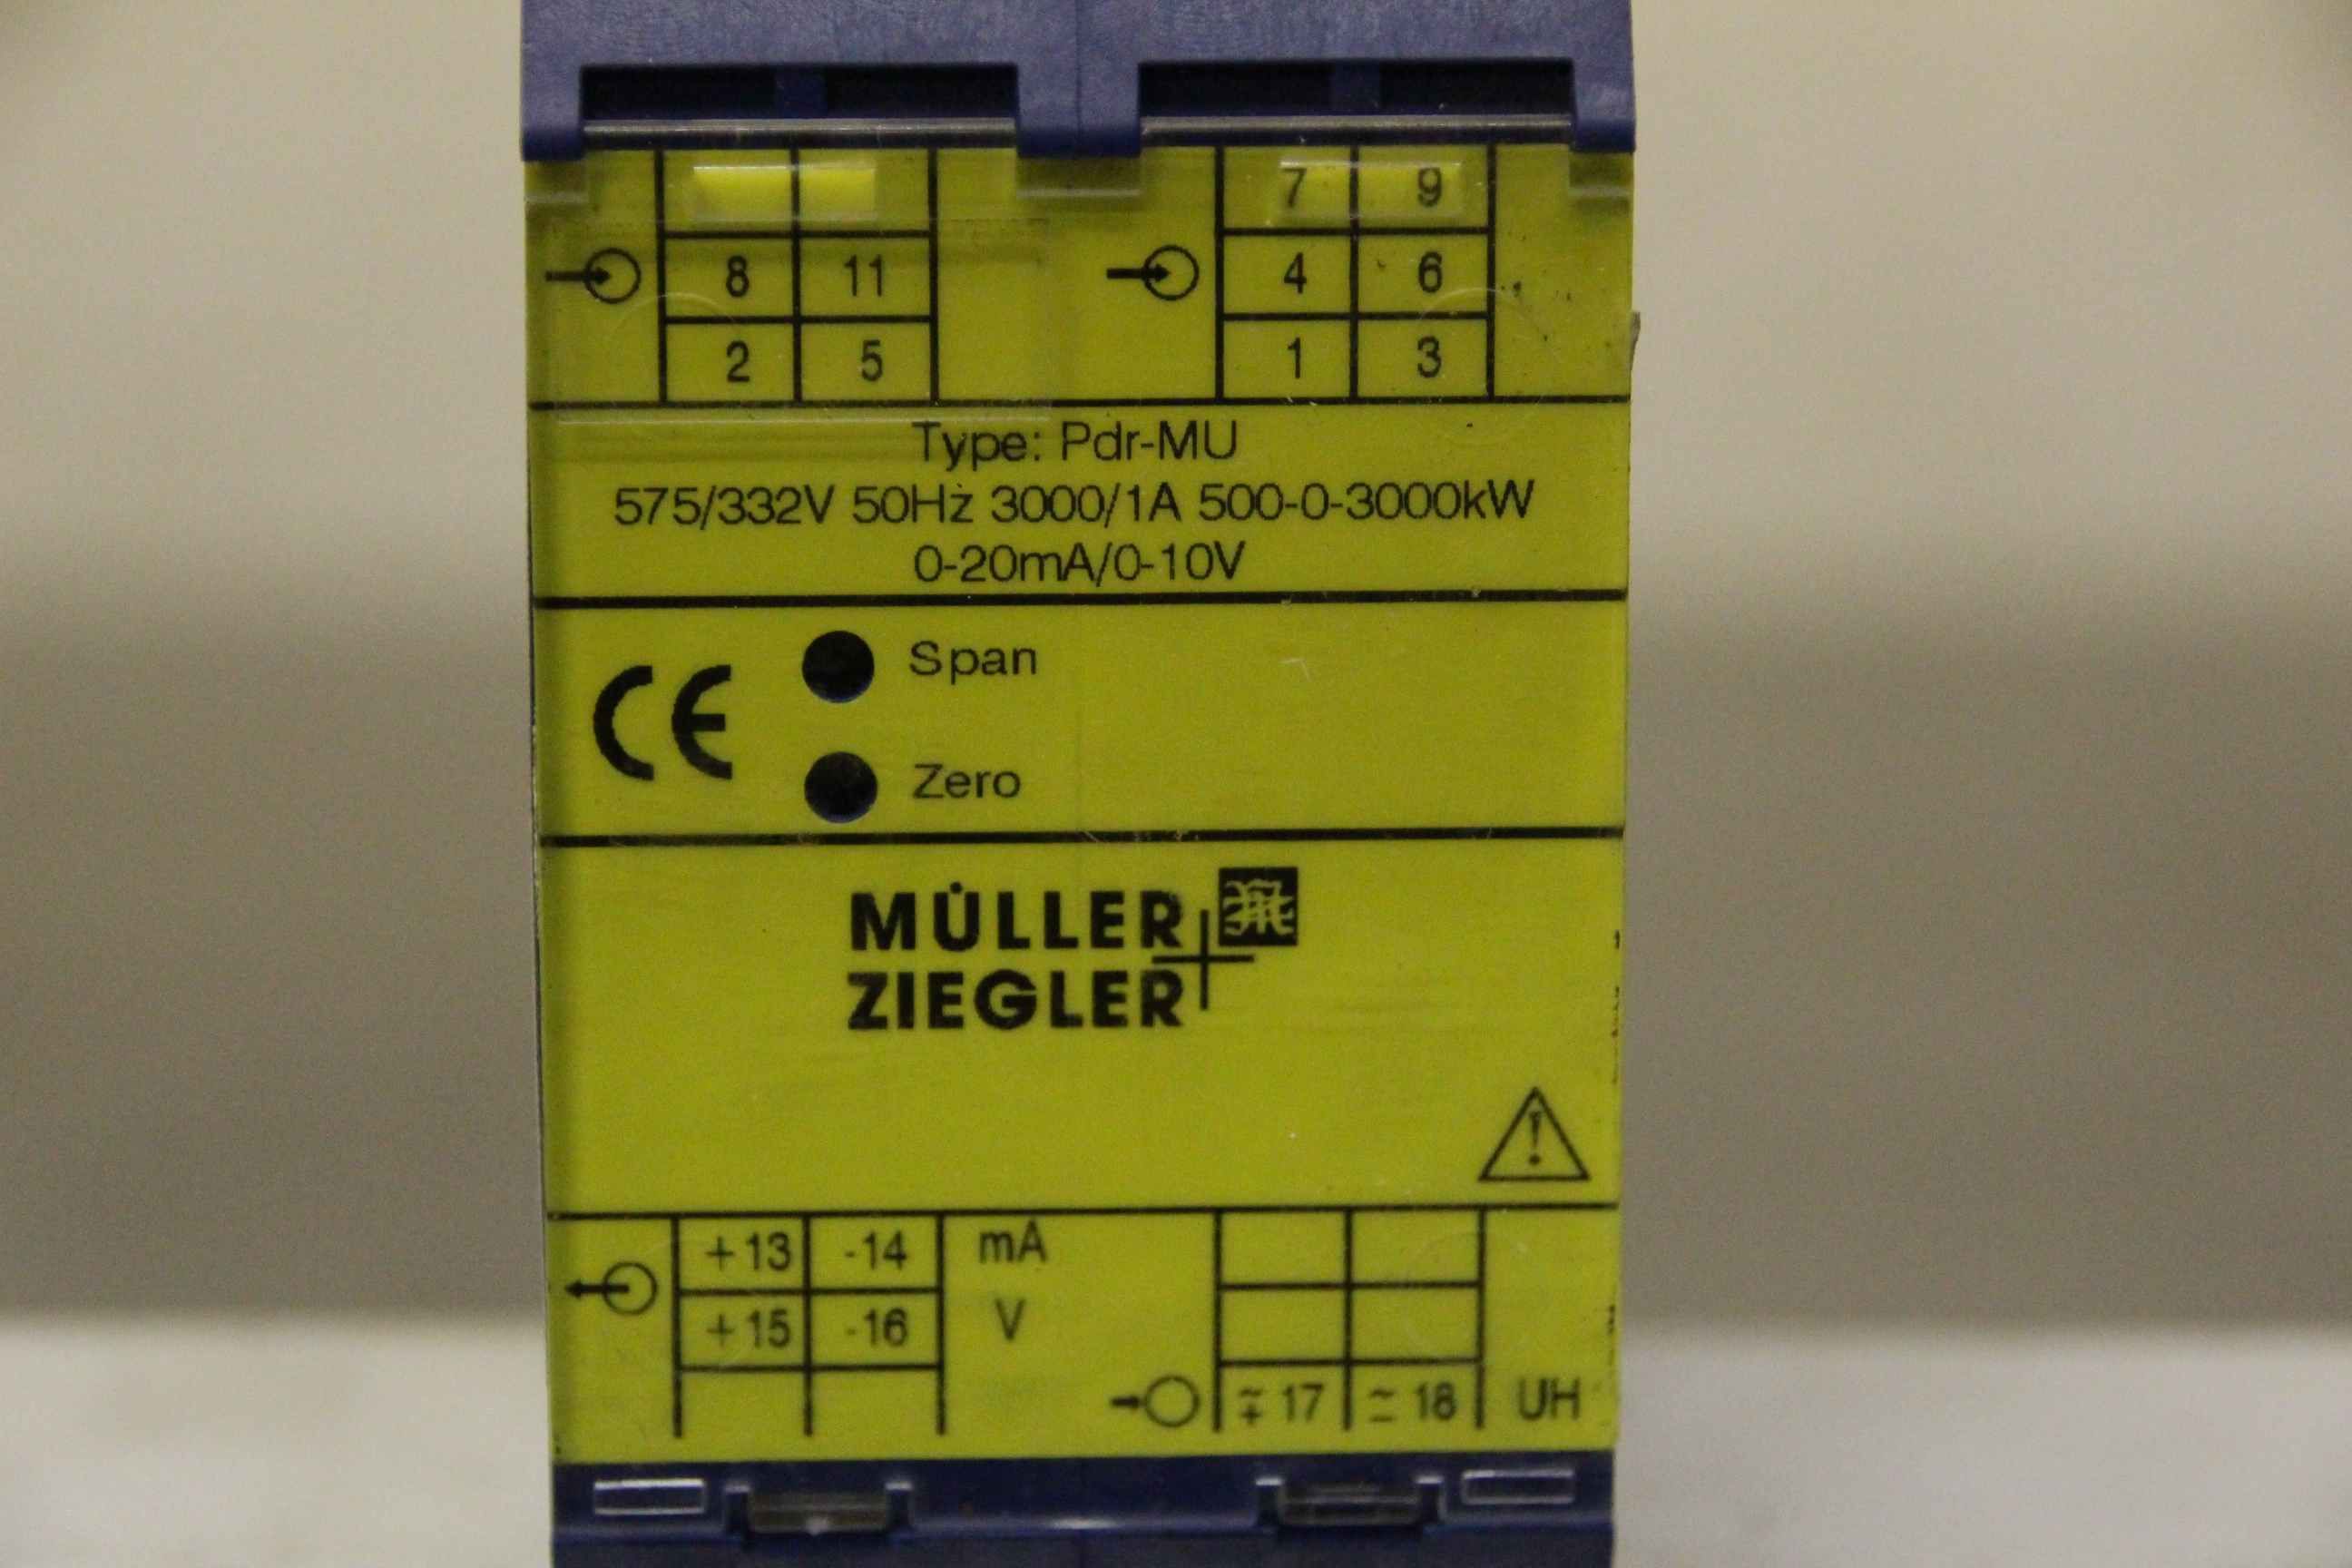 7 9
8 11 4 6
2 5 1 3
Type: Pdr-MU
575/332V 50Hz 3000/1A 500-0-3000kW
0-20mA/0-10V
CE
Span
Zero
MÜLLER
ZIEGLER
+13 -14 mA
+15 -16 V
≂ + 17 ≃ 18 UH